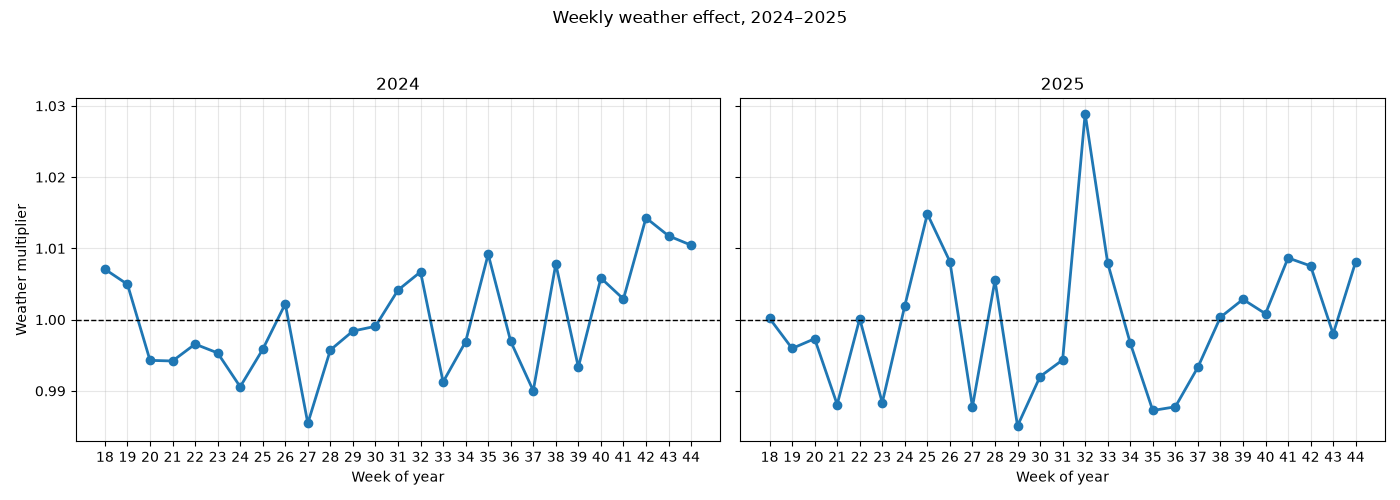 Weekly weather effect, 2024–2025
2024
2025
1.03
1.02
1.01
1.00
0.99
Weather multiplier
18 19 20 21 22 23 24 25 26 27 28 29 30 31 32 33 34 35 36 37 38 39 40 41 42 43 44
18 19 20 21 22 23 24 25 26 27 28 29 30 31 32 33 34 35 36 37 38 39 40 41 42 43 44
Week of year
Week of year